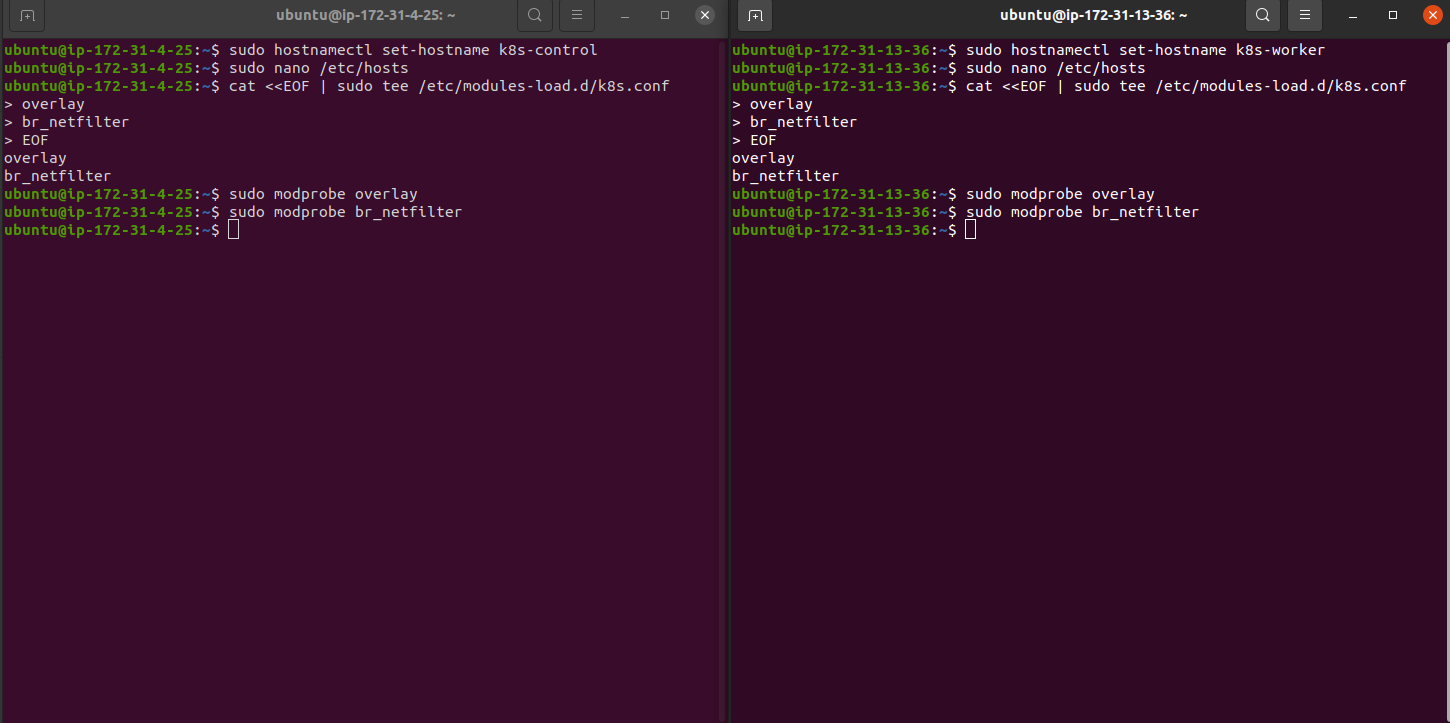 ubuntu@ip-172-31-4-25: ~
ubuntu@ip-172-31-4-25:~$ sudo hostnamectl set-hostname k8s-control
ubuntu@ip-172-31-4-25:~$ sudo nano /etc/hosts
ubuntu@ip-172-31-4-25:~$ cat <<EOF | sudo tee /etc/modules-load.d/k8s.conf
> overlay
> br_netfilter
> EOF
overlay
br_netfilter
ubuntu@ip-172-31-4-25:~$ sudo modprobe overlay
ubuntu@ip-172-31-4-25:~$ sudo modprobe br_netfilter
ubuntu@ip-172-31-4-25:~$
ubuntu@ip-172-31-13-36: ~
ubuntu@ip-172-31-13-36:~$ sudo hostnamectl set-hostname k8s-worker
ubuntu@ip-172-31-13-36:~$ sudo nano /etc/hosts
ubuntu@ip-172-31-13-36:~$ cat <<EOF | sudo tee /etc/modules-load.d/k8s.conf
> overlay
> br_netfilter
> EOF
overlay
br_netfilter
ubuntu@ip-172-31-13-36:~$ sudo modprobe overlay
ubuntu@ip-172-31-13-36:~$ sudo modprobe br_netfilter
ubuntu@ip-172-31-13-36:~$